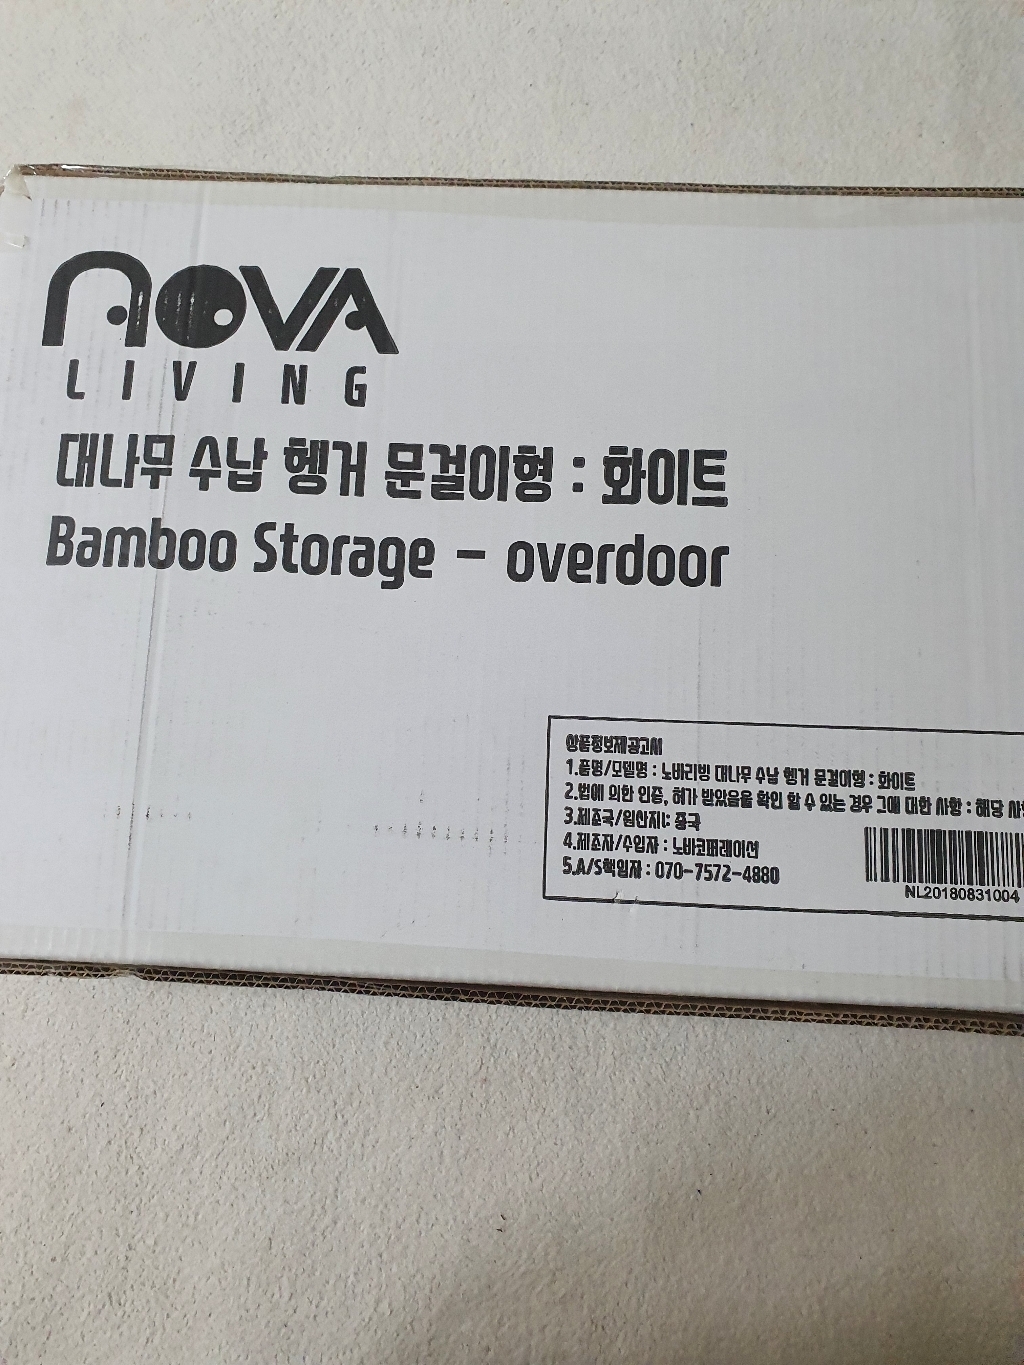 NOVA
LIVING
대나무 수납 헹거 문걸이형 : 화이트
Bamboo Storage - overdoor
상품정보제공고시
1.품명/모델명 : 노바리빙 대나무 수납 헹거 문걸이형 : 화이트
2.법에 의한 인증, 허가 받았음을 확인 할 수 있는 경우 그에 대한 사항 : 해당
3.제조국/원산지: 중국
4.제조자/수입자 : 노바코퍼레이션
5.A/S책임자 : 070-7572-4880
NL20180831004